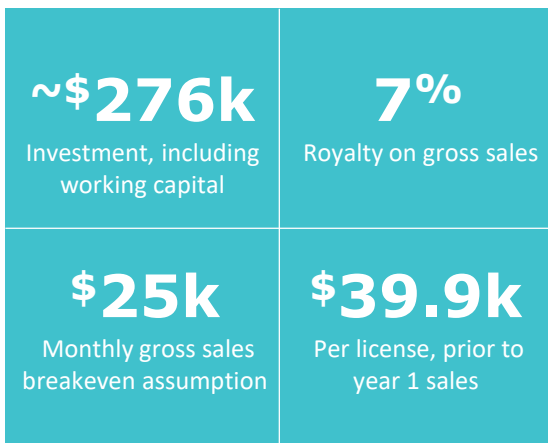 ~$276k
Investment, including
working capital
7%
Royalty on gross sales
$25k
Monthly gross sales
breakeven assumption
$39.9k
Per license, prior to
year 1 sales